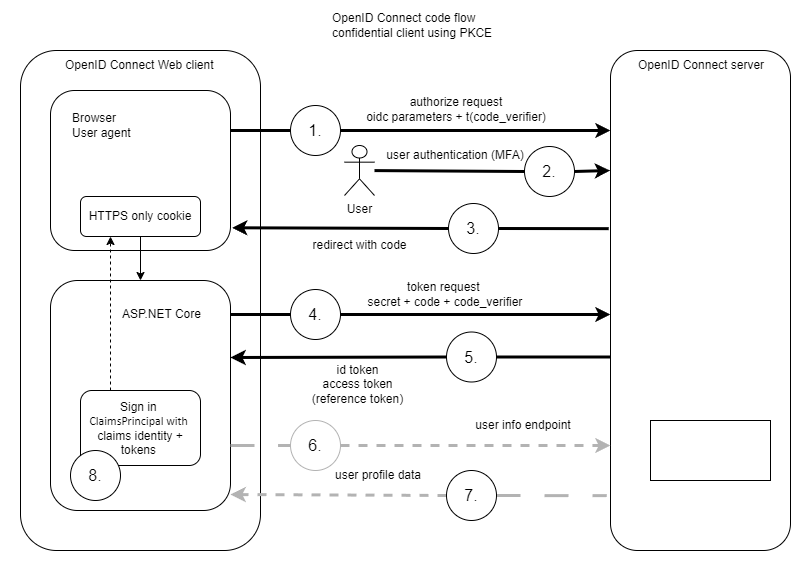 OpenID Connect code flow
confidential client using PKCE
OpenID Connect Web client
OpenID Connect server
Browser
User agent
authorize request
oidc parameters + t(code_verifier)
1.
user authentication (MFA)
2.
User
HTTPS only cookie
3.
redirect with code
ASP.NET Core
token request
secret + code + code_verifier
4.
5.
id token
access token
(reference token)
Sign in
ClaimsPrincipal with
claims identity +
tokens
user info endpoint
6.
user profile data
7.
8.